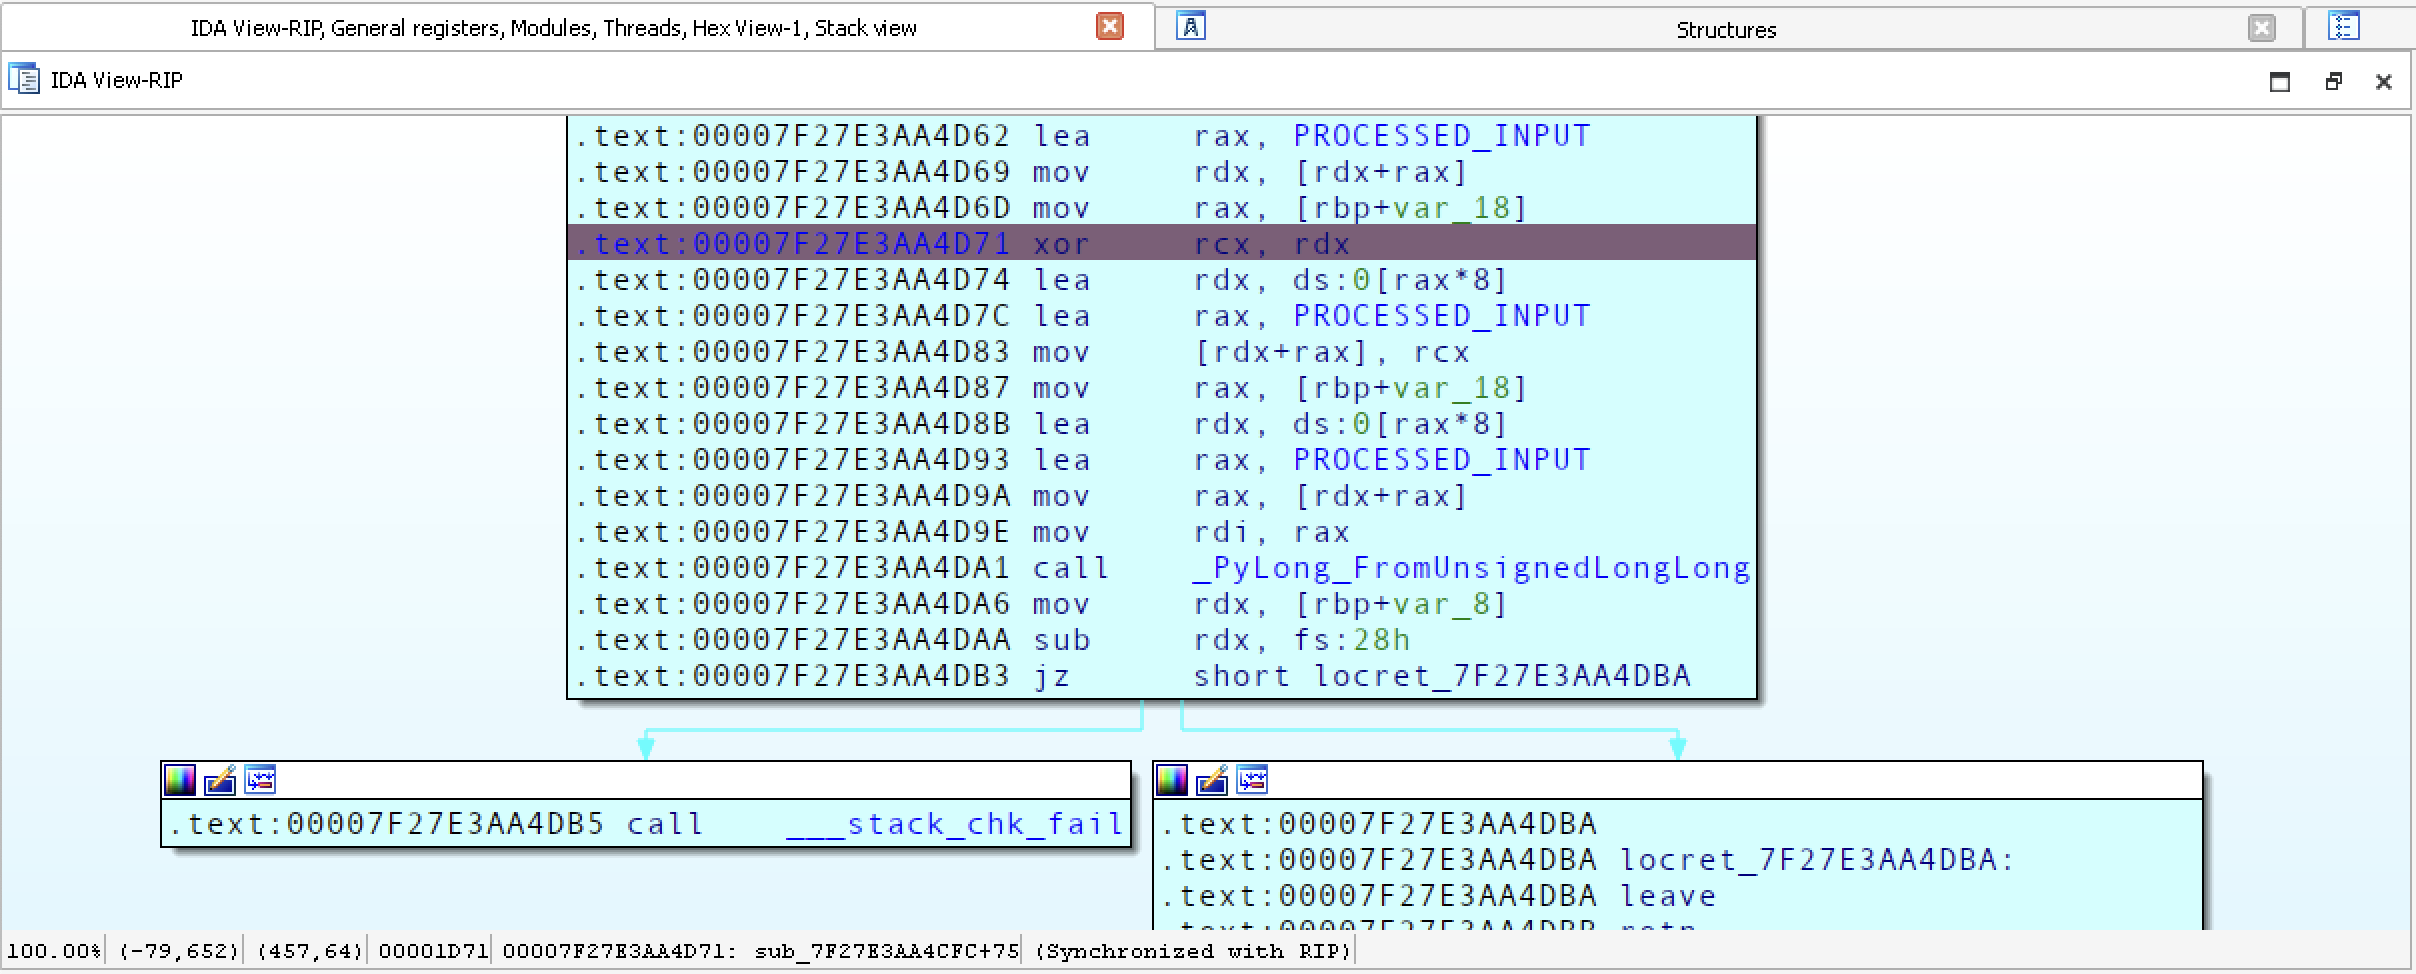 IDA View-RIP, General registers, Modules, Threads, Hex View-1, Stack view
Structures
IDA View-RIP
.text:00007F27E3AA4D62 lea rax, PROCESSED_INPUT
.text:00007F27E3AA4D69 mov rdx, [rdx+rax]
.text:00007F27E3AA4D6D mov rax, [rbp+var_18]
.text:00007F27E3AA4D71 xor rcx, rdx
.text:00007F27E3AA4D74 lea rdx, ds:0[rax*8]
.text:00007F27E3AA4D7C lea rax, PROCESSED_INPUT
.text:00007F27E3AA4D83 mov [rdx+rax], rcx
.text:00007F27E3AA4D87 mov rax, [rbp+var_18]
.text:00007F27E3AA4D8B lea rdx, ds:0[rax*8]
.text:00007F27E3AA4D93 lea rax, PROCESSED_INPUT
.text:00007F27E3AA4D9A mov rax, [rdx+rax]
.text:00007F27E3AA4D9E mov rdi, rax
.text:00007F27E3AA4DA1 call _PyLong_FromUnsignedLongLong
.text:00007F27E3AA4DA6 mov rdx, [rbp+var_8]
.text:00007F27E3AA4DAA sub rdx, fs:28h
.text:00007F27E3AA4DB3 jz short locret_7F27E3AA4DBA
.text:00007F27E3AA4DB5 call ___stack_chk_fail
.text:00007F27E3AA4DBA
.text:00007F27E3AA4DBA locret_7F27E3AA4DBA:
.text:00007F27E3AA4DBA leave
.text:00007F27E3AA4DBB retn
100.00% (-79,652) (457,64) 00001D71 00007F27E3AA4D71: sub_7F27E3AA4CFC+75 (Synchronized with RIP)